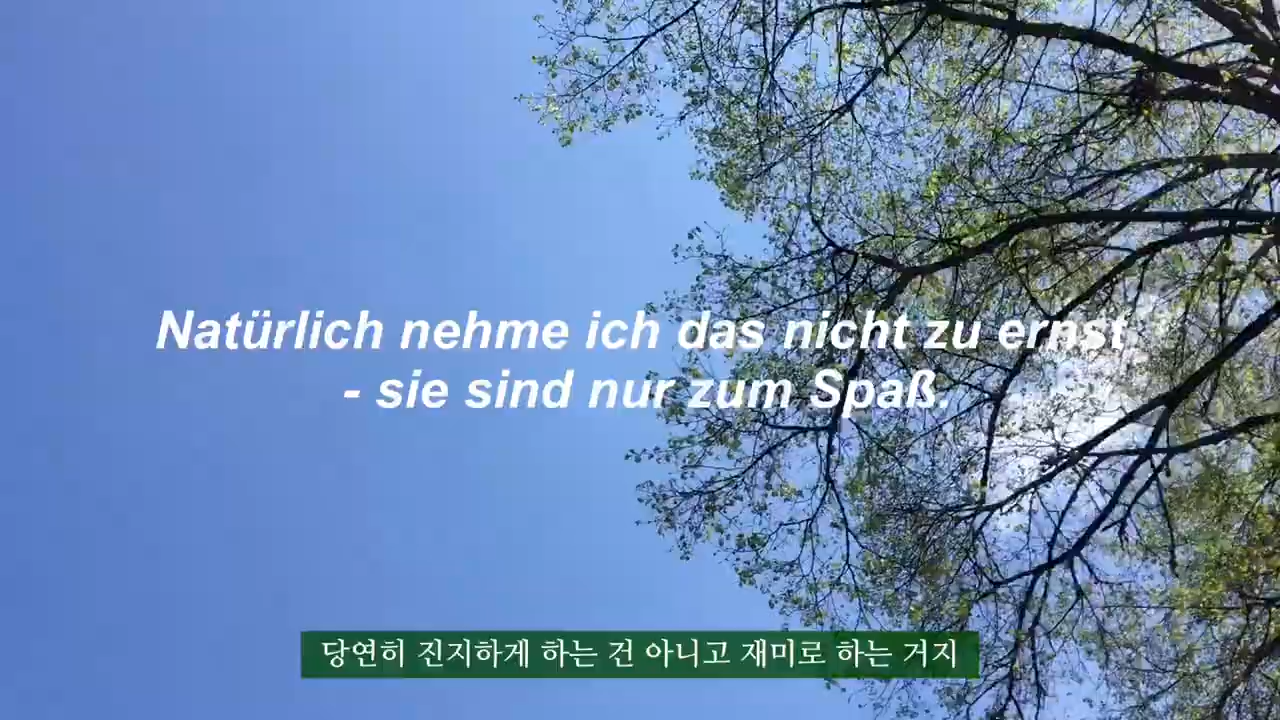 Natürlich nehme ich das nicht zu ernst
- sie sind nur zum Spaß.
당연히 진지하게 하는 건 아니고 재미로 하는 거지